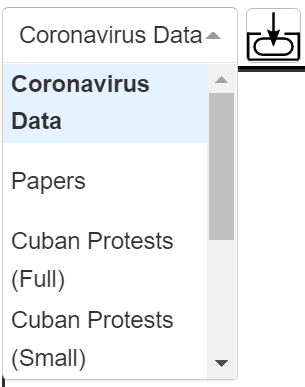 Coronavirus Data
Coronavirus
Data
Papers
Cuban Protests
(Full)
Cuban Protests
(Small)